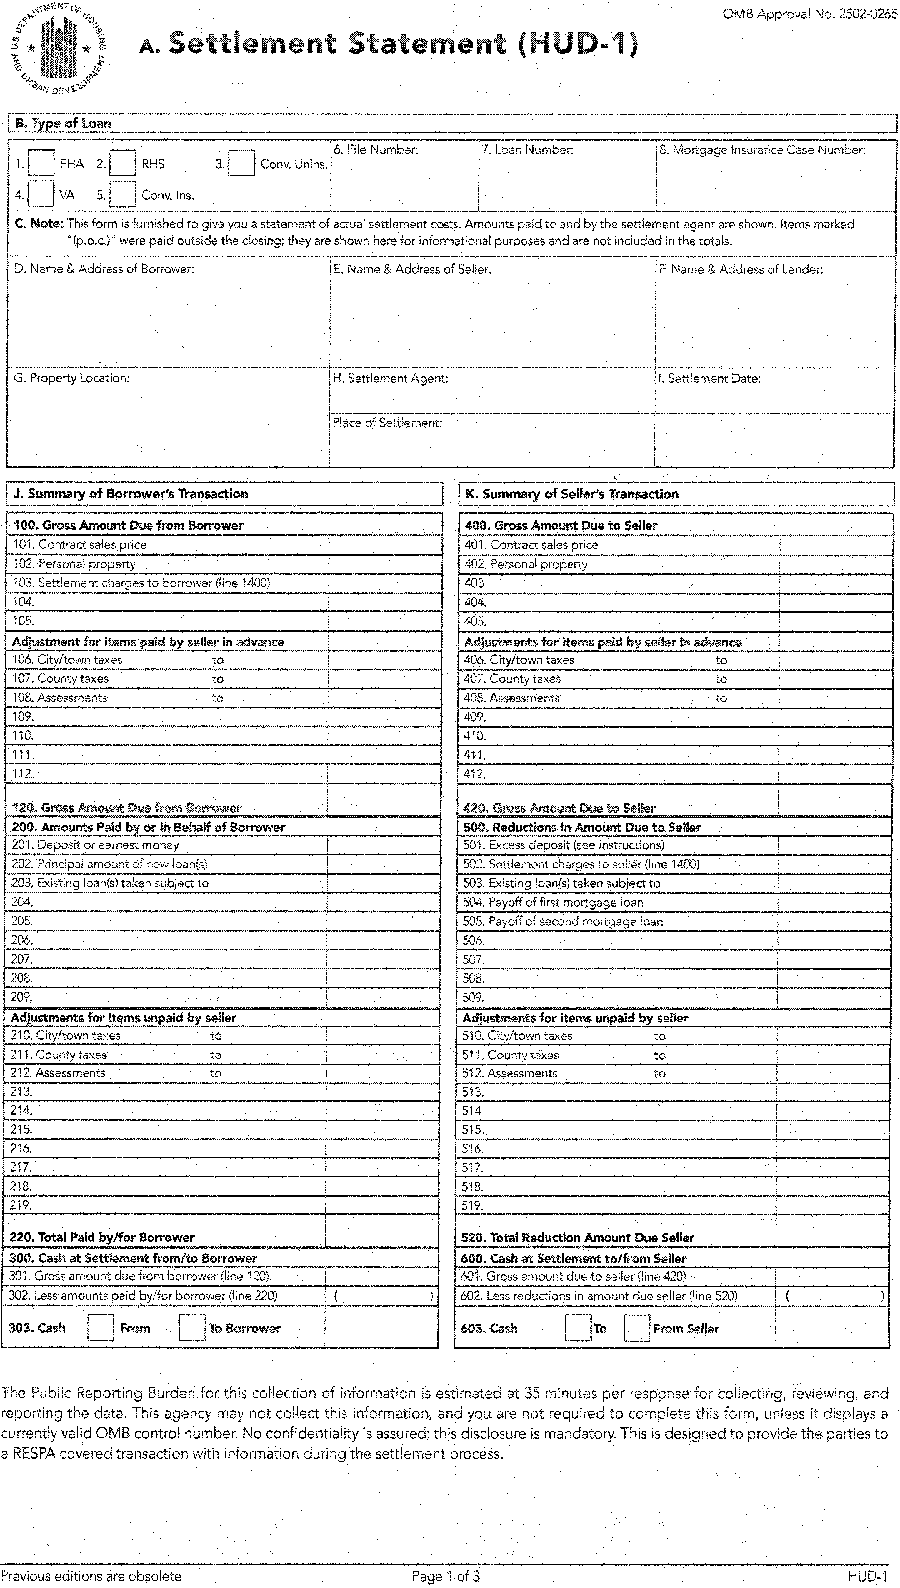 OMB Approval No. 2502-0265
U.S. DEPARTMENT OF HOUSING
AND URBAN DEVELOPMENT
A. Settlement Statement (HUD-1)
B. Type of Loan
1. FHA 2. RHS 3. Conv. Unins.
4. VA 5. Conv. Ins.
6. File Number:
7. Loan Number:
8. Mortgage Insurance Case Number:
C. Note: This form is furnished to give you a statement of actual settlement costs. Amounts paid to and by the settlement agent are shown. Items marked
"(p.o.c.)" were paid outside the closing; they are shown here for informational purposes and are not included in the totals.
D. Name & Address of Borrower:
E. Name & Address of Seller:
F. Name & Address of Lender:
G. Property Location:
H. Settlement Agent:
I. Settlement Date:
Place of Settlement:
J. Summary of Borrower's Transaction
100. Gross Amount Due from Borrower
101. Contract sales price
102. Personal property
103. Settlement charges to borrower (line 1400)
104.
105.
Adjustment for items paid by seller in advance
106. City/town taxes to
107. County taxes to
108. Assessments to
109.
110.
111.
112.
120. Gross Amount Due from Borrower
200. Amounts Paid by or in Behalf of Borrower
201. Deposit or earnest money
202. Principal amount of new loan(s)
203. Existing loan(s) taken subject to
204.
205.
206.
207.
208.
209.
Adjustments for items unpaid by seller
210. City/town taxes to
211. County taxes to
212. Assessments to
213.
214.
215.
216.
217.
218.
219.
220. Total Paid by/for Borrower
300. Cash at Settlement from/to Borrower
301. Gross amount due from borrower (line 120)
302. Less amounts paid by/for borrower (line 220) ( )
303. Cash From To Borrower
K. Summary of Seller's Transaction
400. Gross Amount Due to Seller
401. Contract sales price
402. Personal property
403.
404.
405.
Adjustments for items paid by seller in advance
406. City/town taxes to
407. County taxes to
408. Assessments to
409.
410.
411.
412.
420. Gross Amount Due to Seller
500. Reductions In Amount Due to Seller
501. Excess deposit (see instructions)
502. Settlement charges to seller (line 1400)
503. Existing loan(s) taken subject to
504. Payoff of first mortgage loan
505. Payoff of second mortgage loan
506.
507.
508.
509.
Adjustments for items unpaid by seller
510. City/town taxes to
511. County taxes to
512. Assessments to
513.
514.
515.
516.
517.
518.
519.
520. Total Reduction Amount Due Seller
600. Cash at Settlement to/from Seller
601. Gross amount due to seller (line 420)
602. Less reductions in amount due seller (line 520) ( )
603. Cash To From Seller
The Public Reporting Burden for this collection of information is estimated at 35 minutes per response for collecting, reviewing, and
reporting the data. This agency may not collect this information, and you are not required to complete this form, unless it displays a
currently valid OMB control number. No confidentiality is assured; this disclosure is mandatory. This is designed to provide the parties to
a RESPA covered transaction with information during the settlement process.
Previous editions are obsolete
Page 1 of 3
HUD-1